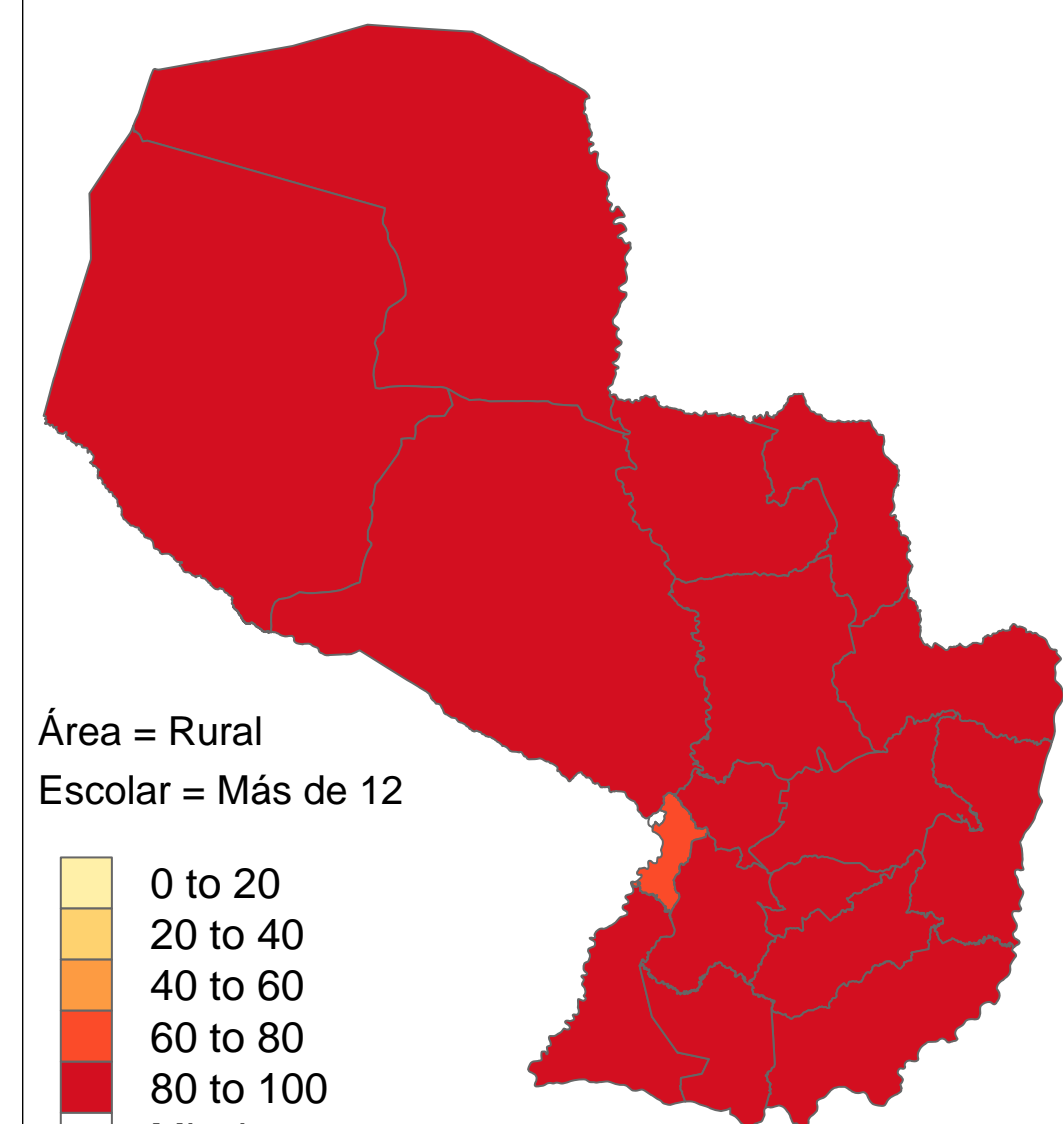 Área = Rural
Escolar = Más de 12
0 to 20
20 to 40
40 to 60
60 to 80
80 to 100